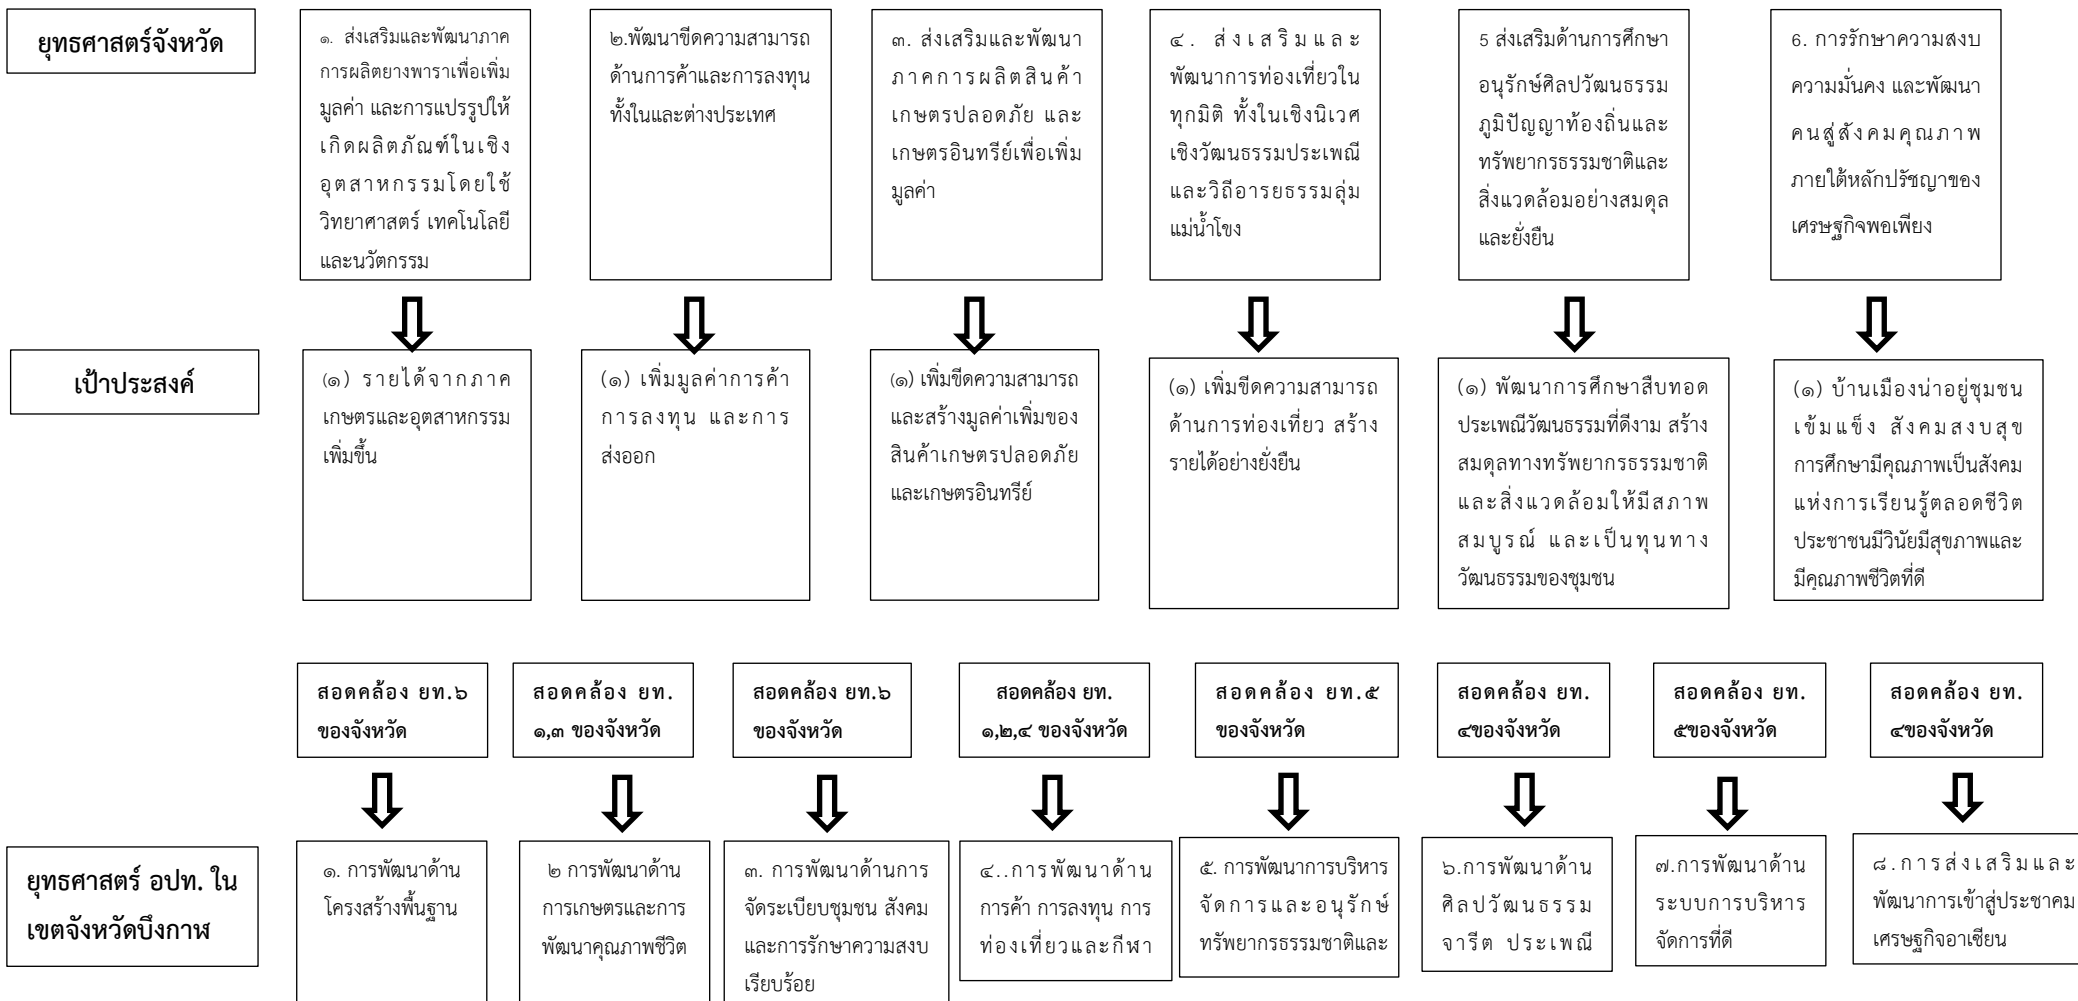 ยุทธศาสตร์จังหวัด
๑. ส่งเสริมและพัฒนาภาค
การผลิตยางพาราเพื่อเพิ่ม
มูลค่า และการแปรรูปให้
เกิดผลิตภัณฑ์ในเชิง
อุตสาหกรรมโดยใช้
วิทยาศาสตร์ เทคโนโลยี
และนวัตกรรม
๒.พัฒนาขีดความสามารถ
ด้านการค้าและการลงทุน
ทั้งในและต่างประเทศ
๓. ส่งเสริมและพัฒนา
ภาคการผลิตสินค้า
เกษตรปลอดภัย และ
เกษตรอินทรีย์เพื่อเพิ่ม
มูลค่า
๔. ส่งเสริมและ
พัฒนาการท่องเที่ยวใน
ทุกมิติ ทั้งในเชิงนิเวศ
เชิงวัฒนธรรมประเพณี
และวิถีอารยธรรมลุ่ม
แม่น้ำโขง
5 ส่งเสริมด้านการศึกษา
อนุรักษ์ศิลปวัฒนธรรม
ภูมิปัญญาท้องถิ่นและ
ทรัพยากรธรรมชาติและ
สิ่งแวดล้อมอย่างสมดุล
และยั่งยืน
6. การรักษาความสงบ
ความมั่นคง และพัฒนา
คนสู่สังคมคุณภาพ
ภายใต้หลักปรัชญาของ
เศรษฐกิจพอเพียง
เป้าประสงค์
(๑) รายได้จากภาค
เกษตรและอุตสาหกรรม
เพิ่มขึ้น
(๑) เพิ่มมูลค่าการค้า
การลงทุน และการ
ส่งออก
(๑) เพิ่มขีดความสามารถ
และสร้างมูลค่าเพิ่มของ
สินค้าเกษตรปลอดภัย
และเกษตรอินทรีย์
(๑) เพิ่มขีดความสามารถ
ด้านการท่องเที่ยว สร้าง
รายได้อย่างยั่งยืน
(๑) พัฒนาการศึกษาสืบทอด
ประเพณีวัฒนธรรมที่ดีงาม สร้าง
สมดุลทางทรัพยากรธรรมชาติ
และสิ่งแวดล้อมให้มีสภาพ
สมบูรณ์ และเป็นทุนทาง
วัฒนธรรมของชุมชน
(๑) บ้านเมืองน่าอยู่ชุมชน
เข้มแข็ง สังคมสงบสุข
การศึกษามีคุณภาพเป็นสังคม
แห่งการเรียนรู้ตลอดชีวิต
ประชาชนมีวินัยมีสุขภาพและ
มีคุณภาพชีวิตที่ดี
สอดคล้อง ยท.๖
ของจังหวัด
สอดคล้อง ยท.
๑,๓ ของจังหวัด
สอดคล้อง ยท.๖
ของจังหวัด
สอดคล้อง ยท.
๑,๒,๔ ของจังหวัด
สอดคล้อง ยท.๕
ของจังหวัด
สอดคล้อง ยท.
๔ของจังหวัด
สอดคล้อง ยท.
๕ของจังหวัด
สอดคล้อง ยท.
๔ของจังหวัด
ยุทธศาสตร์ อปท. ใน
เขตจังหวัดบึงกาฬ
๑. การพัฒนาด้าน
โครงสร้างพื้นฐาน
๒ การพัฒนาด้าน
การเกษตรและการ
พัฒนาคุณภาพชีวิต
๓. การพัฒนาด้านการ
จัดระเบียบชุมชน สังคม
และการรักษาความสงบ
เรียบร้อย
๔..การพัฒนาด้าน
การค้า การลงทุน การ
ท่องเที่ยวและกีฬา
๕. การพัฒนาการบริหาร
จัดการและอนุรักษ์
ทรัพยากรธรรมชาติและ
๖.การพัฒนาด้าน
ศิลปวัฒนธรรม
จารีต ประเพณี
๗.การพัฒนาด้าน
ระบบการบริหาร
จัดการที่ดี
๘.การส่งเสริมและ
พัฒนาการเข้าสู่ประชาคม
เศรษฐกิจอาเซียน